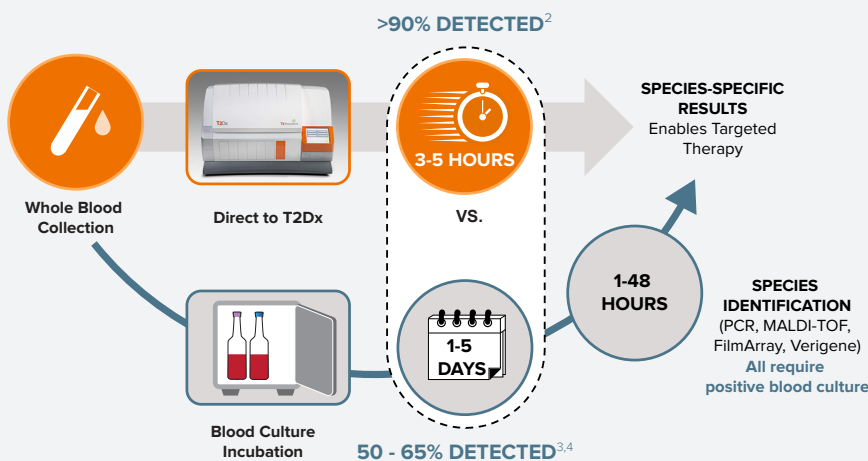 >90% DETECTED2
SPECIES-SPECIFIC
RESULTS
Enables Targeted
Therapy
T2Dx
3-5 HOURS
Whole Blood
Collection
Direct to T2Dx
VS.
1-48
HOURS
SPECIES
IDENTIFICATION
(PCR, MALDI-TOF,
FilmArray, Verigene)
All require
positive blood culture
1-5
DAYS
Blood Culture
Incubation
50 - 65% DETECTED3,4